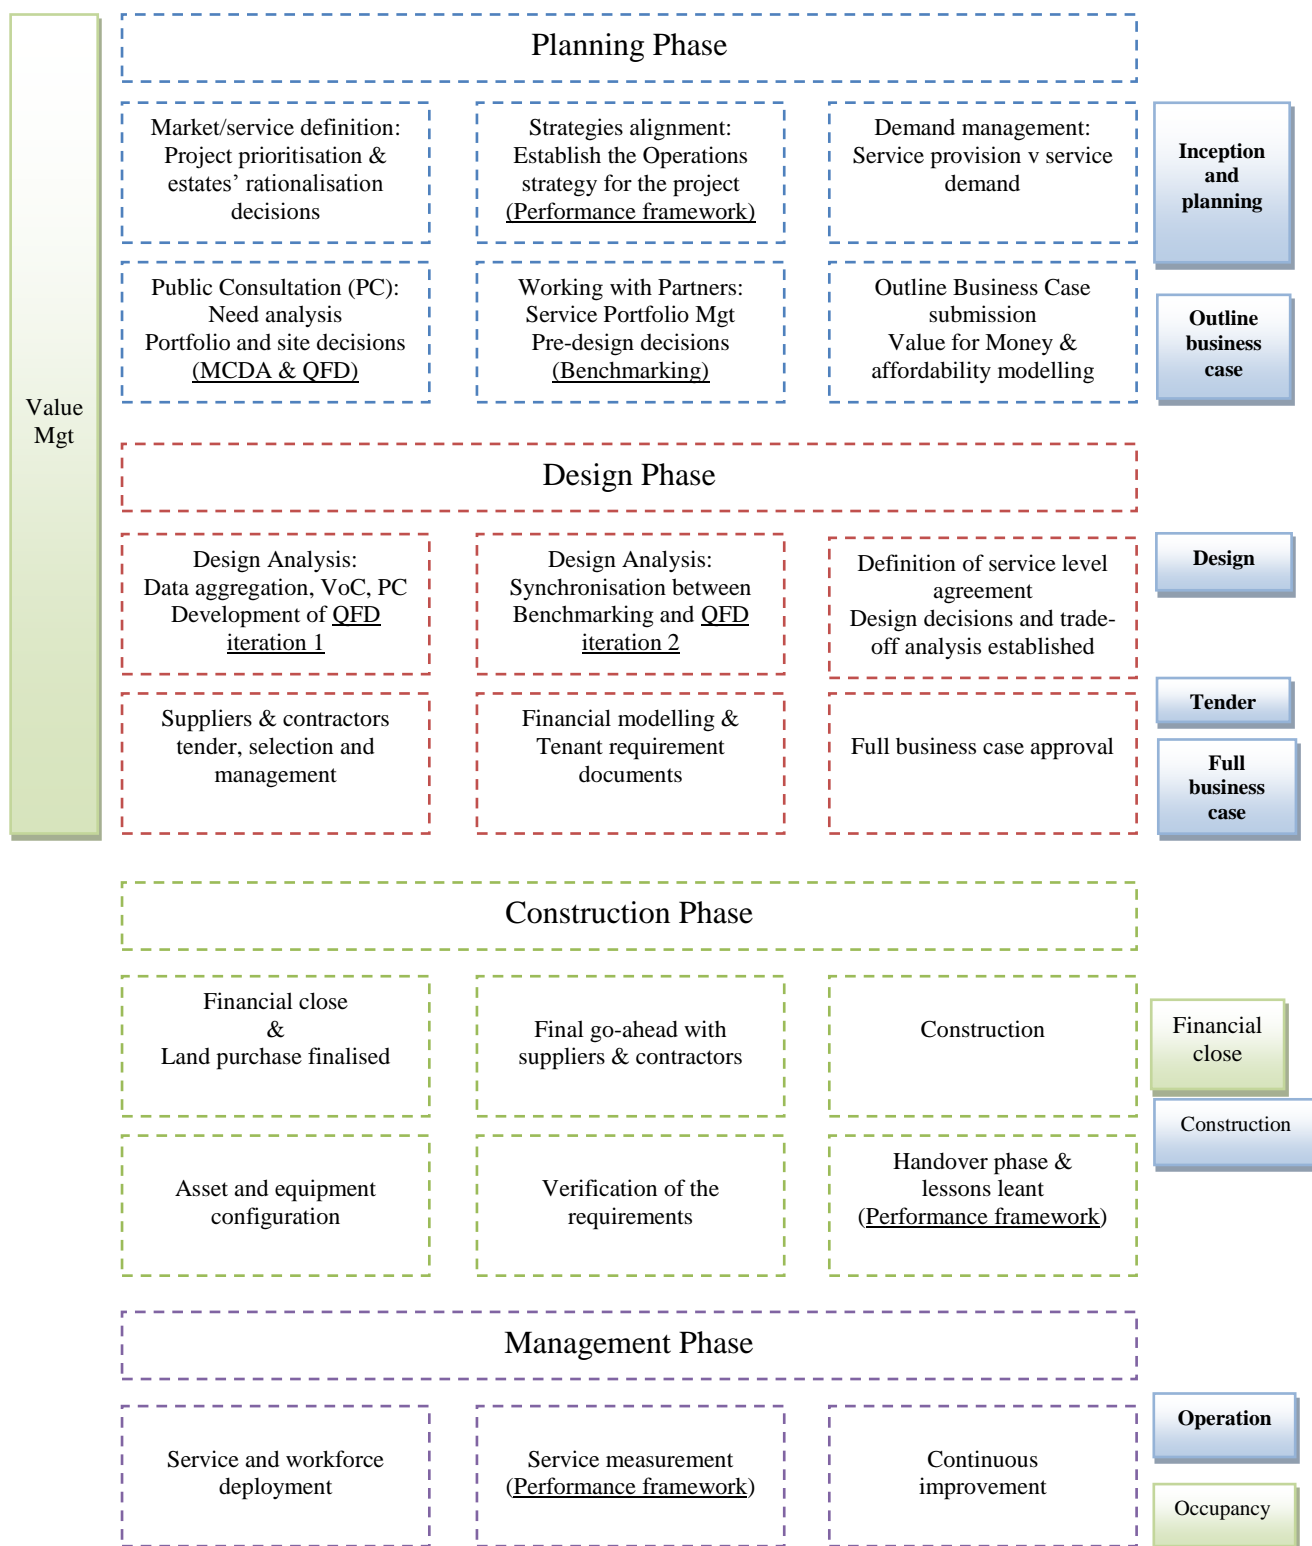 Planning Phase
Market/service definition:
Project prioritisation &
estates’ rationalisation
decisions
Strategies alignment:
Establish the Operations
strategy for the project
(Performance framework)
Demand management:
Service provision v service
demand
Inception
and
planning
Public Consultation (PC):
Need analysis
Portfolio and site decisions
(MCDA & QFD)
Working with Partners:
Service Portfolio Mgt
Pre-design decisions
(Benchmarking)
Outline Business Case
submission
Value for Money &
affordability modelling
Outline
business
case
Value
Mgt
Design Phase
Design Analysis:
Data aggregation, VoC, PC
Development of QFD
iteration 1
Design Analysis:
Synchronisation between
Benchmarking and QFD
iteration 2
Definition of service level
agreement
Design decisions and trade-
off analysis established
Design
Suppliers & contractors
tender, selection and
management
Financial modelling &
Tenant requirement
documents
Full business case approval
Tender
Full
business
case
Construction Phase
Financial close
&
Land purchase finalised
Final go-ahead with
suppliers & contractors
Construction
Financial
close
Construction
Asset and equipment
configuration
Verification of the
requirements
Handover phase &
lessons leant
(Performance framework)
Management Phase
Service and workforce
deployment
Service measurement
(Performance framework)
Continuous
improvement
Operation
Occupancy